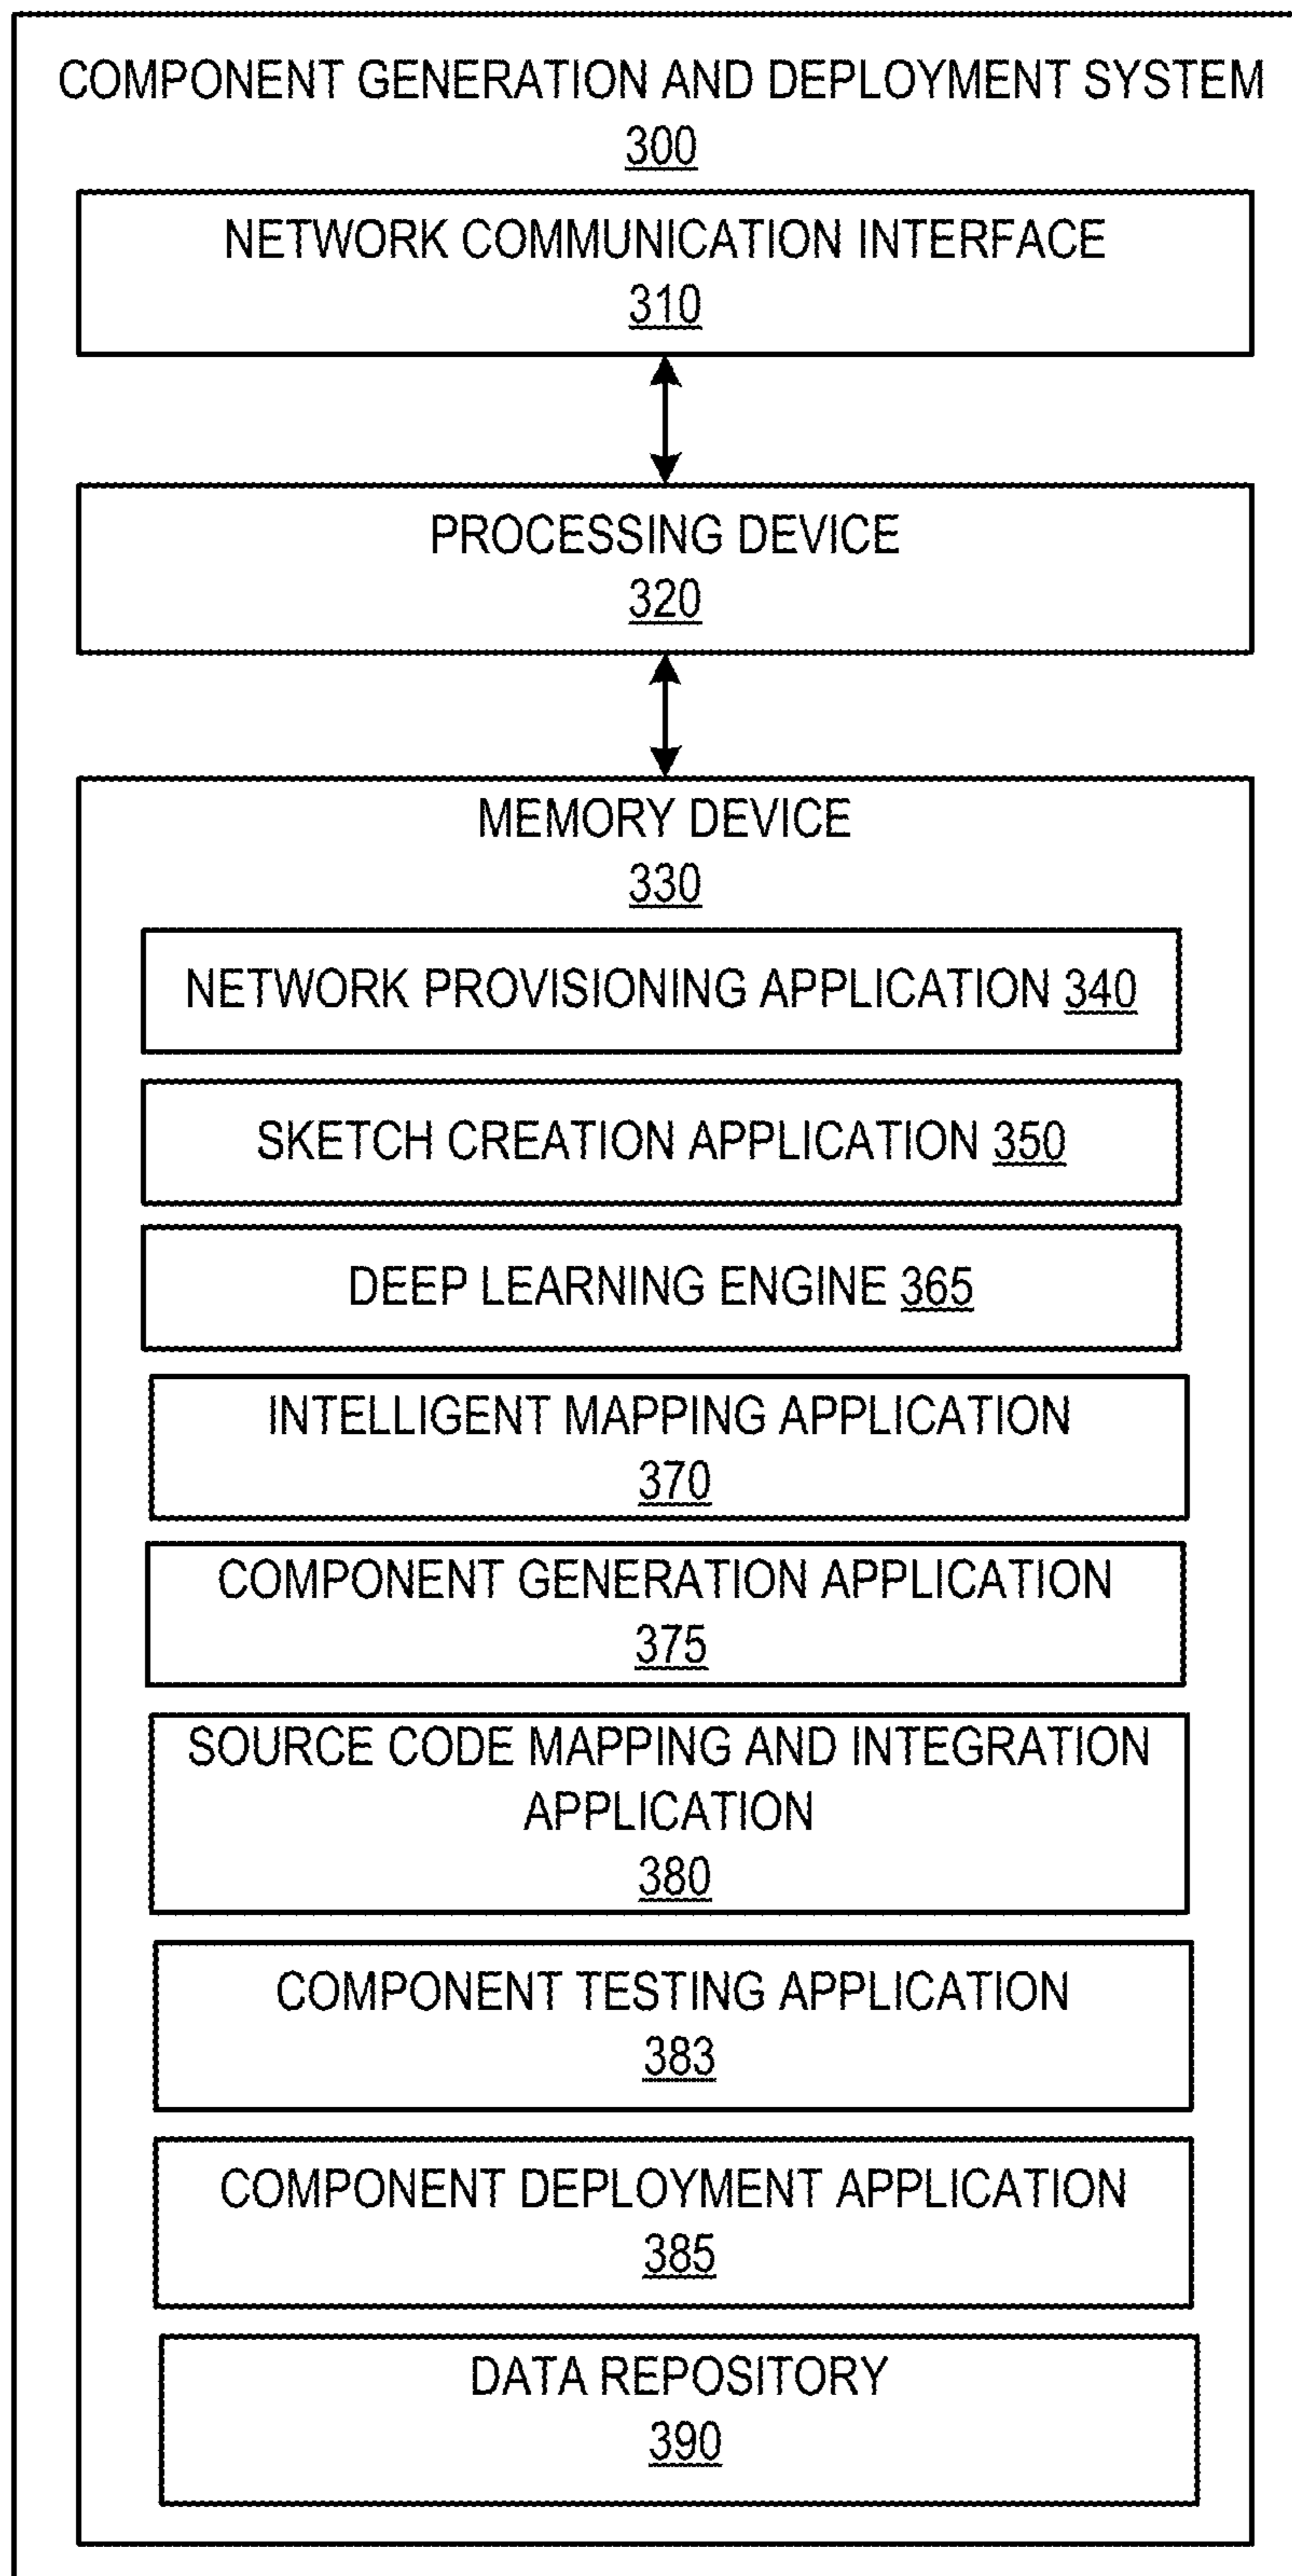 COMPONENT GENERATION AND DEPLOYMENT SYSTEM
300
NETWORK COMMUNICATION INTERFACE
310
PROCESSING DEVICE
320
MEMORY DEVICE
330
NETWORK PROVISIONING APPLICATION 340
SKETCH CREATION APPLICATION 350
DEEP LEARNING ENGINE 365
INTELLIGENT MAPPING APPLICATION
370
COMPONENT GENERATION APPLICATION
375
SOURCE CODE MAPPING AND INTEGRATION
APPLICATION
380
COMPONENT TESTING APPLICATION
383
COMPONENT DEPLOYMENT APPLICATION
385
DATA REPOSITORY
390